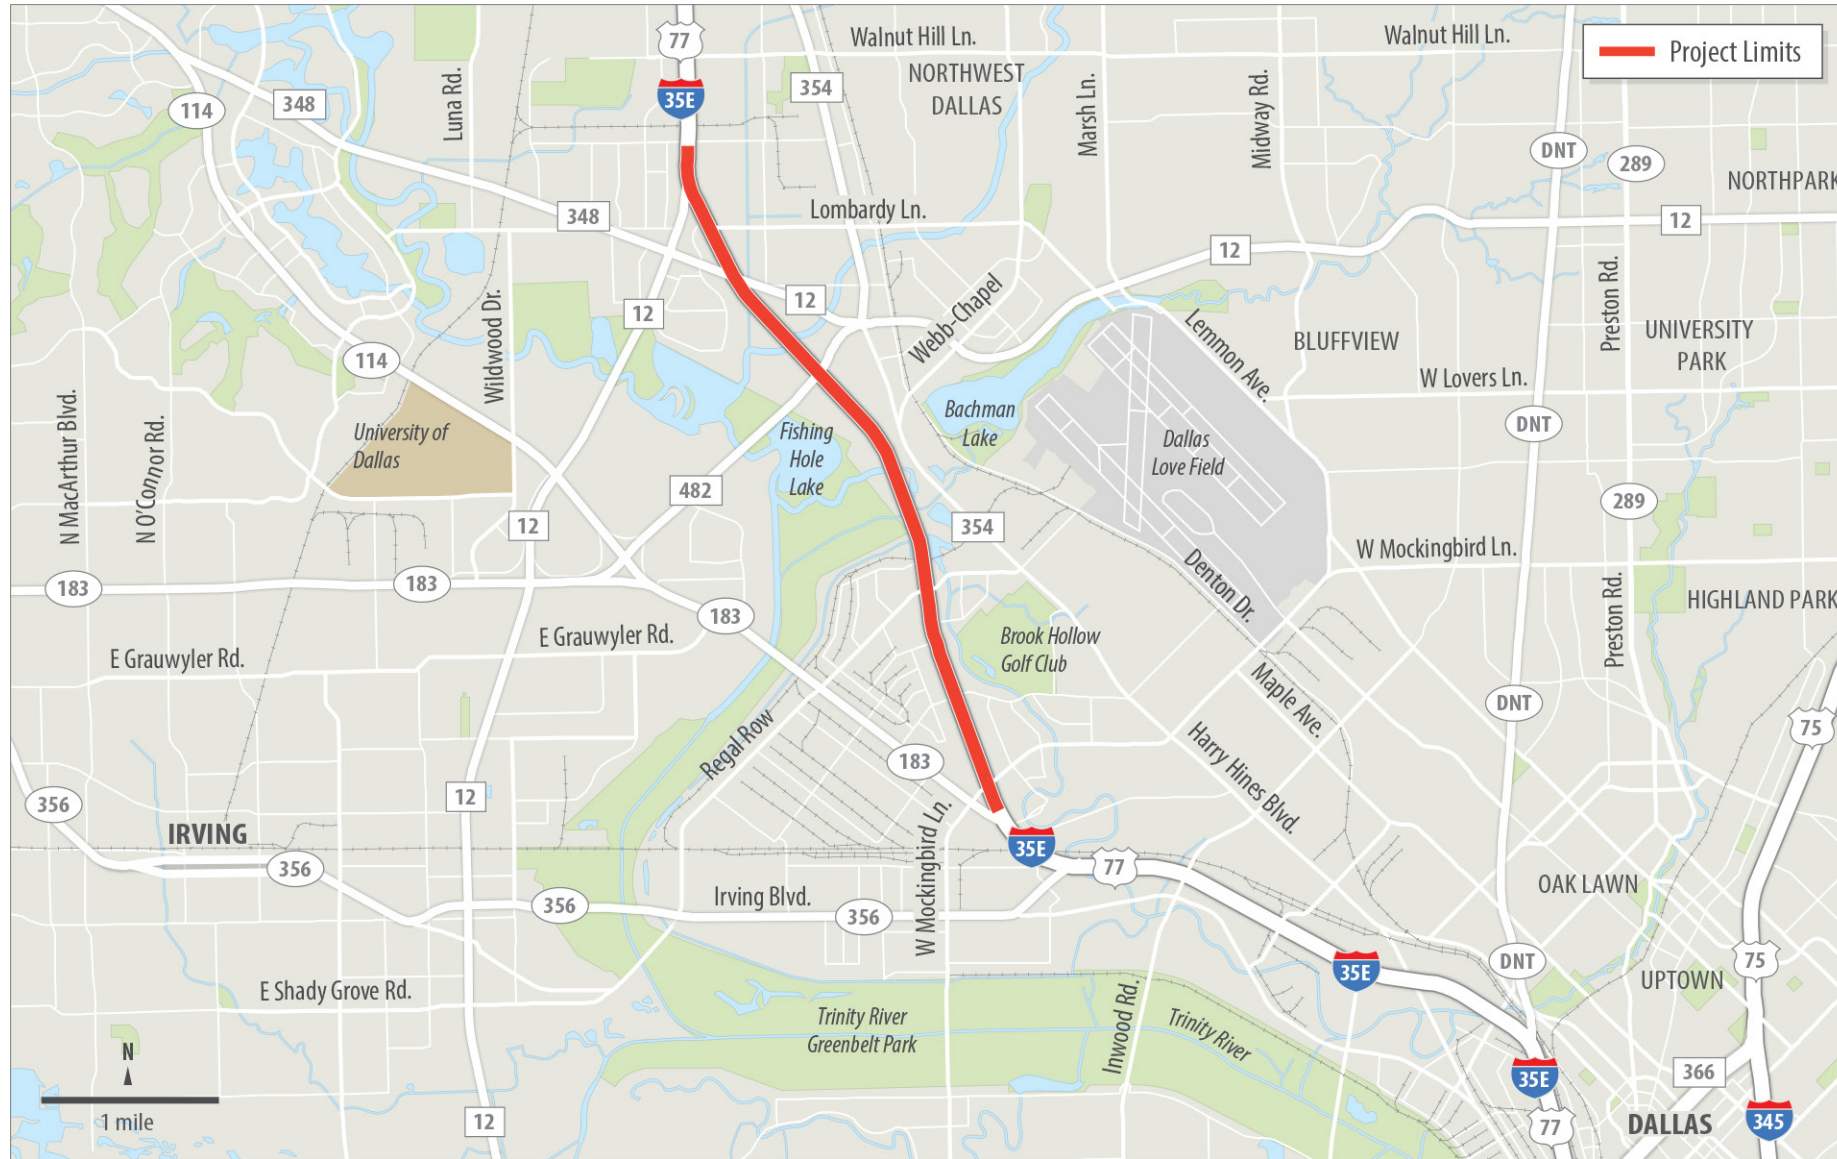 77
Walnut Hill Ln.
Walnut Hill Ln.
Project Limits
NORTHWEST
DALLAS
35E
354
348
114
Luna Rd.
Marsh Ln.
Midway Rd.
DNT
289
NORTHPARK
348
Lombardy Ln.
12
12
12
12
Webb-Chapel
Lemmon Ave.
BLUFFVIEW
Preston Rd.
UNIVERSITY
PARK
114
Wildwood Dr.
W Lovers Ln.
N MacArthur Blvd.
N O'Connor Rd.
University of
Dallas
Fishing
Hole
Lake
Bachman
Lake
Dallas
Love Field
DNT
482
12
354
289
W Mockingbird Ln.
183
183
183
Denton Dr.
HIGHLAND PARK
E Grauwyler Rd.
E Grauwyler Rd.
Brook Hollow
Golf Club
Preston Rd.
Maple Ave.
DNT
75
Regal Row
Harry Hines Blvd.
183
356
12
IRVING
35E
77
356
W Mockingbird Ln.
Irving Blvd.
356
356
OAK LAWN
35E
DNT
75
UPTOWN
E Shady Grove Rd.
Trinity River
Greenbelt Park
Inwood Rd.
Trinity River
N
1 mile
35E
366
12
77
DALLAS
345